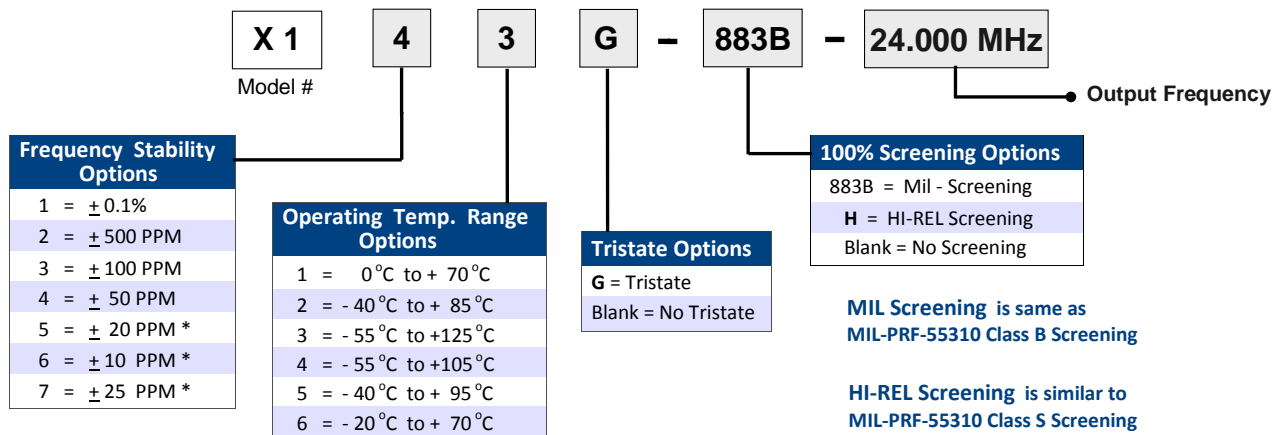 X 1 4 3 G – 883B – 24.000 MHz
Model #
Output Frequency
Frequency Stability
Options
1 = ± 0.1%
2 = ± 500 PPM
3 = ± 100 PPM
4 = ± 50 PPM
5 = ± 20 PPM *
6 = ± 10 PPM *
7 = ± 25 PPM *
Operating Temp. Range
Options
1 = 0°C to + 70°C
2 = - 40°C to + 85°C
3 = - 55°C to +125°C
4 = - 55°C to +105°C
5 = - 40°C to + 95°C
6 = - 20°C to + 70°C
Tristate Options
G = Tristate
Blank = No Tristate
100% Screening Options
883B = Mil - Screening
H = HI-REL Screening
Blank = No Screening
MIL Screening is same as
MIL-PRF-55310 Class B Screening
HI-REL Screening is similar to
MIL-PRF-55310 Class S Screening